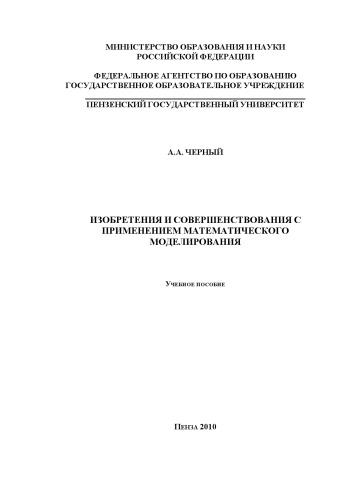 МИНИСТЕРСТВО ОБРАЗОВАНИЯ И НАУКИ
РОССИЙСКОЙ ФЕДЕРАЦИИ
ФЕДЕРАЛЬНОЕ АГЕНТСТВО ПО ОБРАЗОВАНИЮ
ГОСУДАРСТВЕННОЕ ОБРАЗОВАТЕЛЬНОЕ УЧРЕЖДЕНИЕ
ПЕНЗЕНСКИЙ ГОСУДАРСТВЕННЫЙ УНИВЕРСИТЕТ
А.А. ЧЕРНЫЙ
ИЗОБРЕТЕНИЯ И СОВЕРШЕНСТВОВАНИЯ С
ПРИМЕНЕНИЕМ МАТЕМАТИЧЕСКОГО
МОДЕЛИРОВАНИЯ
УЧЕБНОЕ ПОСОБИЕ
ПЕНЗА 2010